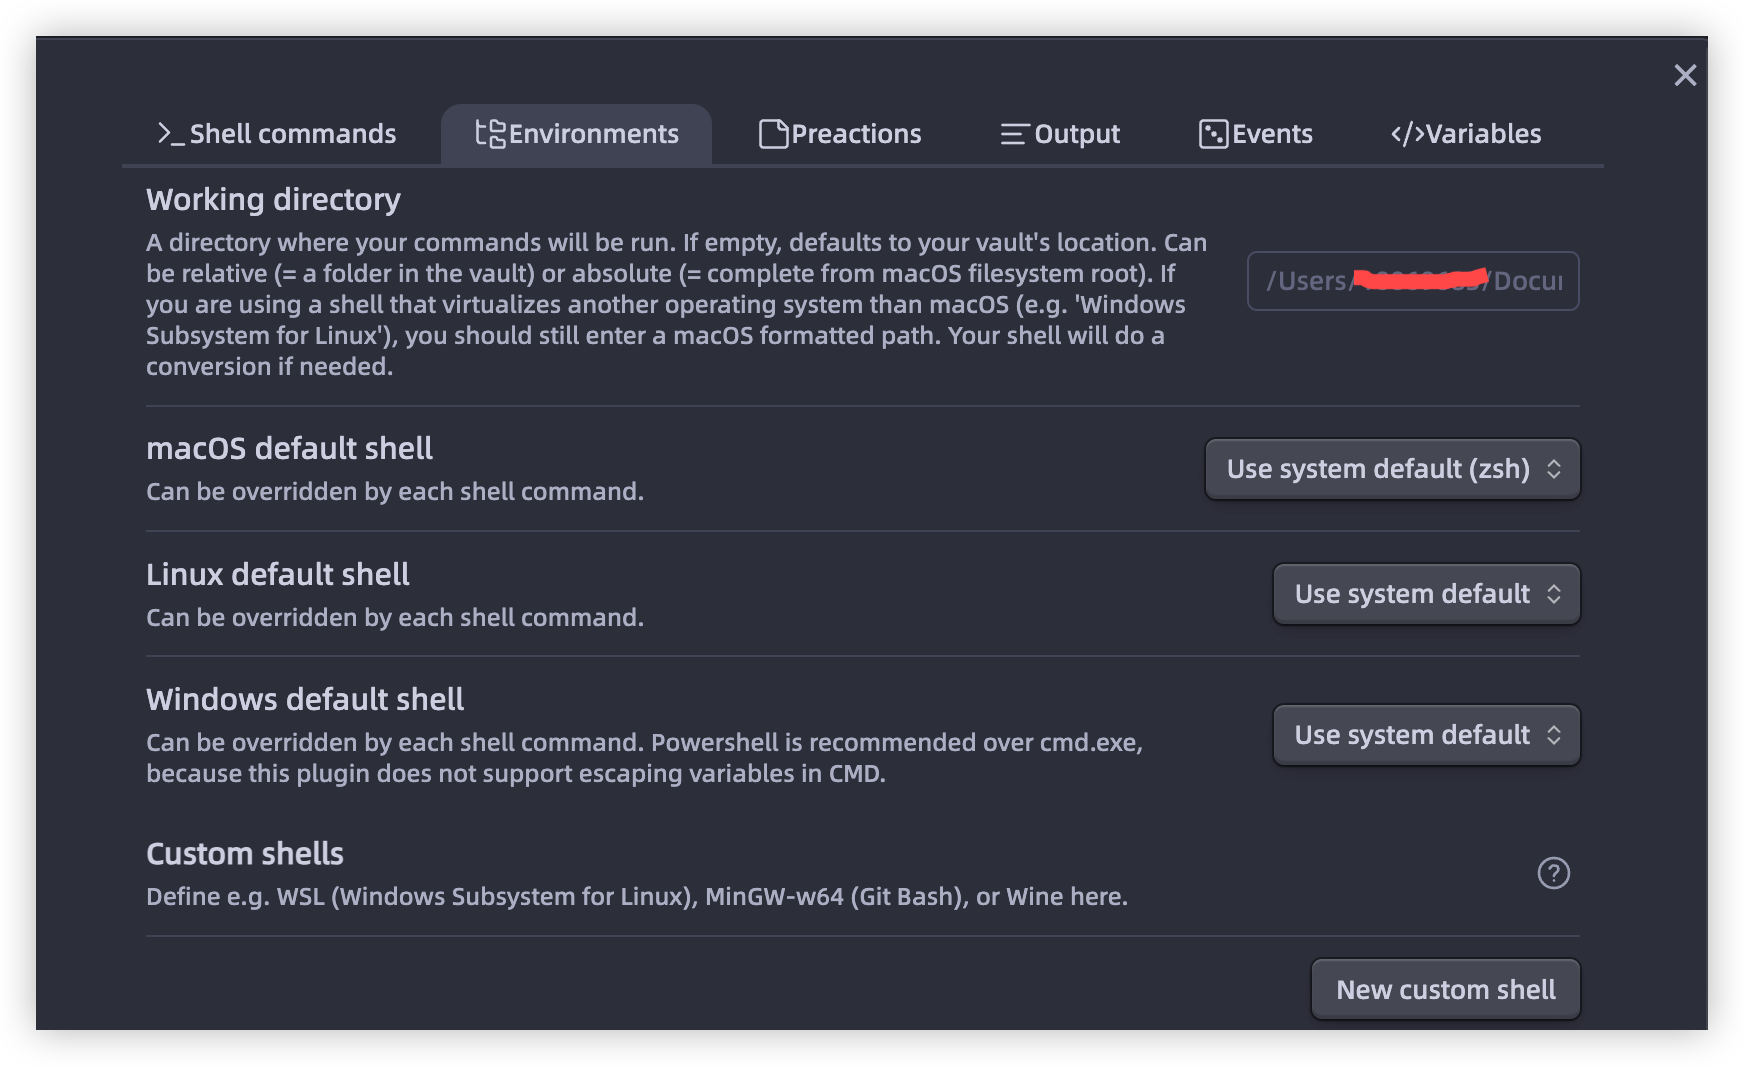 Shell commands
Environments
Preactions
Output
Events
Variables
Working directory
A directory where your commands will be run. If empty, defaults to your vault's location. Can
be relative (= a folder in the vault) or absolute (= complete from macOS filesystem root). If
you are using a shell that virtualizes another operating system than macOS (e.g. 'Windows
Subsystem for Linux'), you should still enter a macOS formatted path. Your shell will do a
conversion if needed.
/Users/ /Docu
macOS default shell
Can be overridden by each shell command.
Use system default (zsh)
Linux default shell
Can be overridden by each shell command.
Use system default
Windows default shell
Can be overridden by each shell command. Powershell is recommended over cmd.exe,
because this plugin does not support escaping variables in CMD.
Use system default
Custom shells
Define e.g. WSL (Windows Subsystem for Linux), MinGW-w64 (Git Bash), or Wine here.
New custom shell